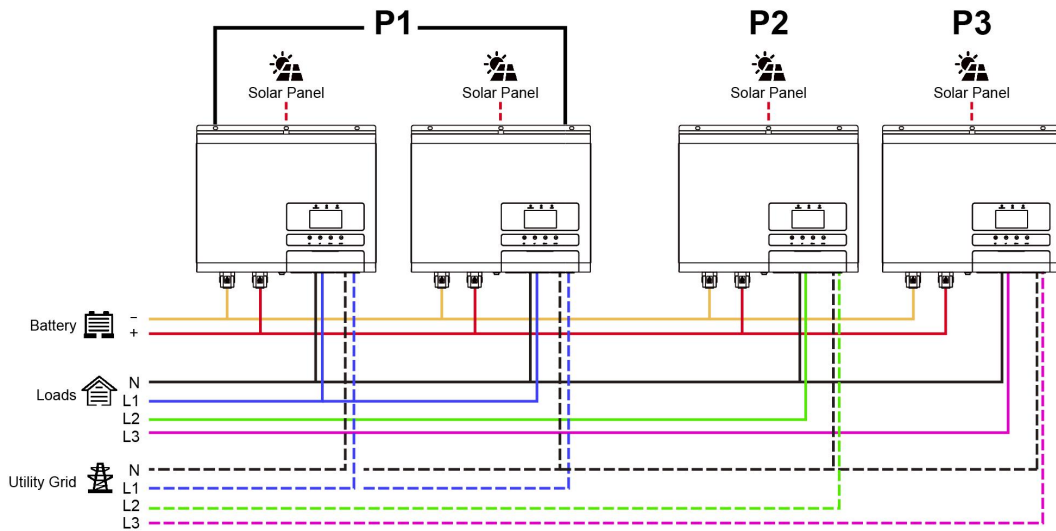 P1 P2 P3
Solar Panel Solar Panel Solar Panel Solar Panel
Battery
−
+
Loads
N
L1
L2
L3
Utility Grid
N
L1
L2
L3